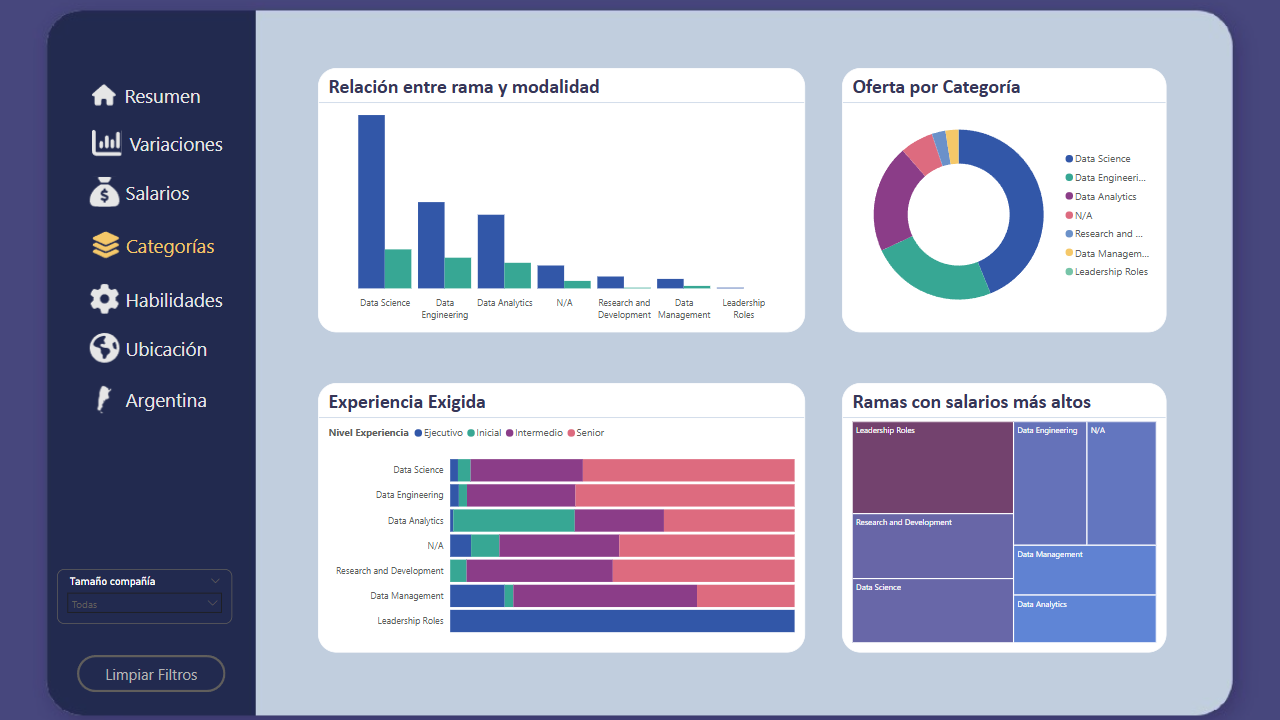 Resumen
Variaciones
Salarios
Categorías
Habilidades
Ubicación
Argentina
Tamaño compañía
Todas
Limpiar Filtros
Relación entre rama y modalidad
Data Science
Data
Engineering
Data Analytics
N/A
Research and
Development
Data
Management
Leadership
Roles
Oferta por Categoría
Data Science
Data Engineeri...
Data Analytics
N/A
Research and ...
Data Managem...
Leadership Roles
Experiencia Exigida
Nivel Experiencia Ejecutivo Inicial Intermedio Senior
Data Science
Data Engineering
Data Analytics
N/A
Research and Development
Data Management
Leadership Roles
Ramas con salarios más altos
Leadership Roles
Research and Development
Data Science
Data Engineering
N/A
Data Management
Data Analytics